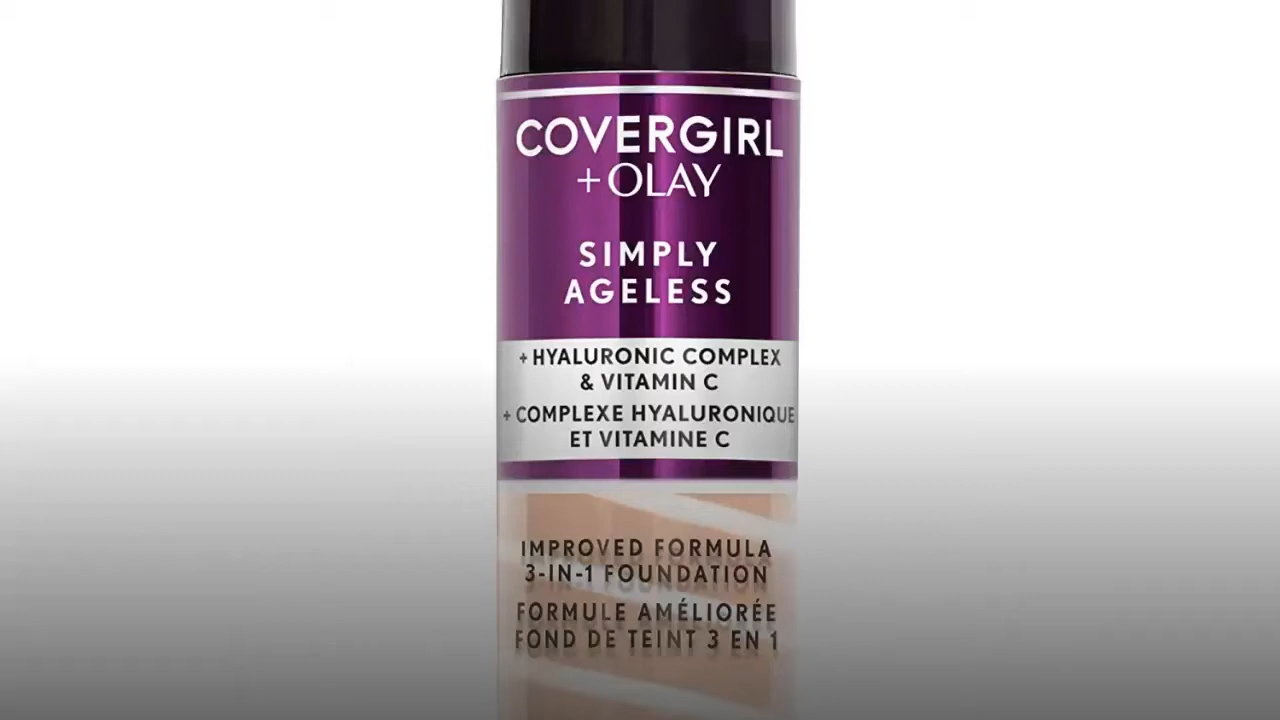 COVERGIRL
+ OLAY
SIMPLY
AGELESS
+ HYALURONIC COMPLEX
& VITAMIN C
+ COMPLEXE HYALURONIQUE
ET VITAMINE C
IMPROVED FORMULA
3-IN-1 FOUNDATION
FORMULE AMÉLIORÉE
FOND DE TEINT 3 EN 1